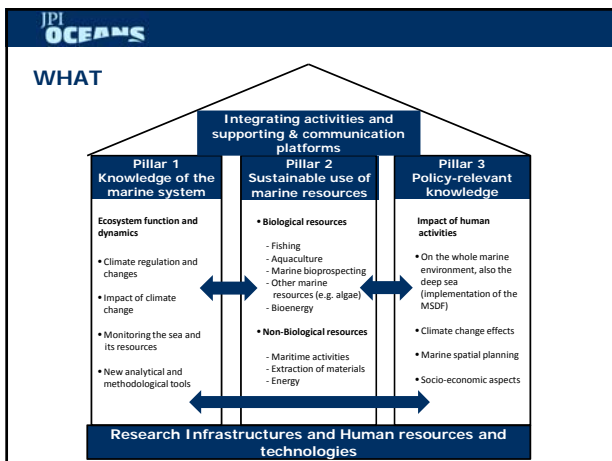 JPI
OCEANS
WHAT
Integrating activities and
supporting & communication
platforms
Pillar 1
Knowledge of the
marine system
Ecosystem function and
dynamics
• Climate regulation and
changes
• Impact of climate
change
• Monitoring the sea and
its resources
• New analytical and
methodological tools
Pillar 2
Sustainable use of
marine resources
• Biological resources
- Fishing
- Aquaculture
- Marine bioprospecting
- Other marine
resources (e.g. algae)
- Bioenergy
• Non-Biological resources
- Maritime activities
- Extraction of materials
- Energy
Pillar 3
Policy-relevant
knowledge
Impact of human
activities
• On the whole marine
environment, also the
deep sea
(implementation of the
MSDF)
• Climate change effects
• Marine spatial planning
• Socio-economic aspects
Research Infrastructures and Human resources and
technologies